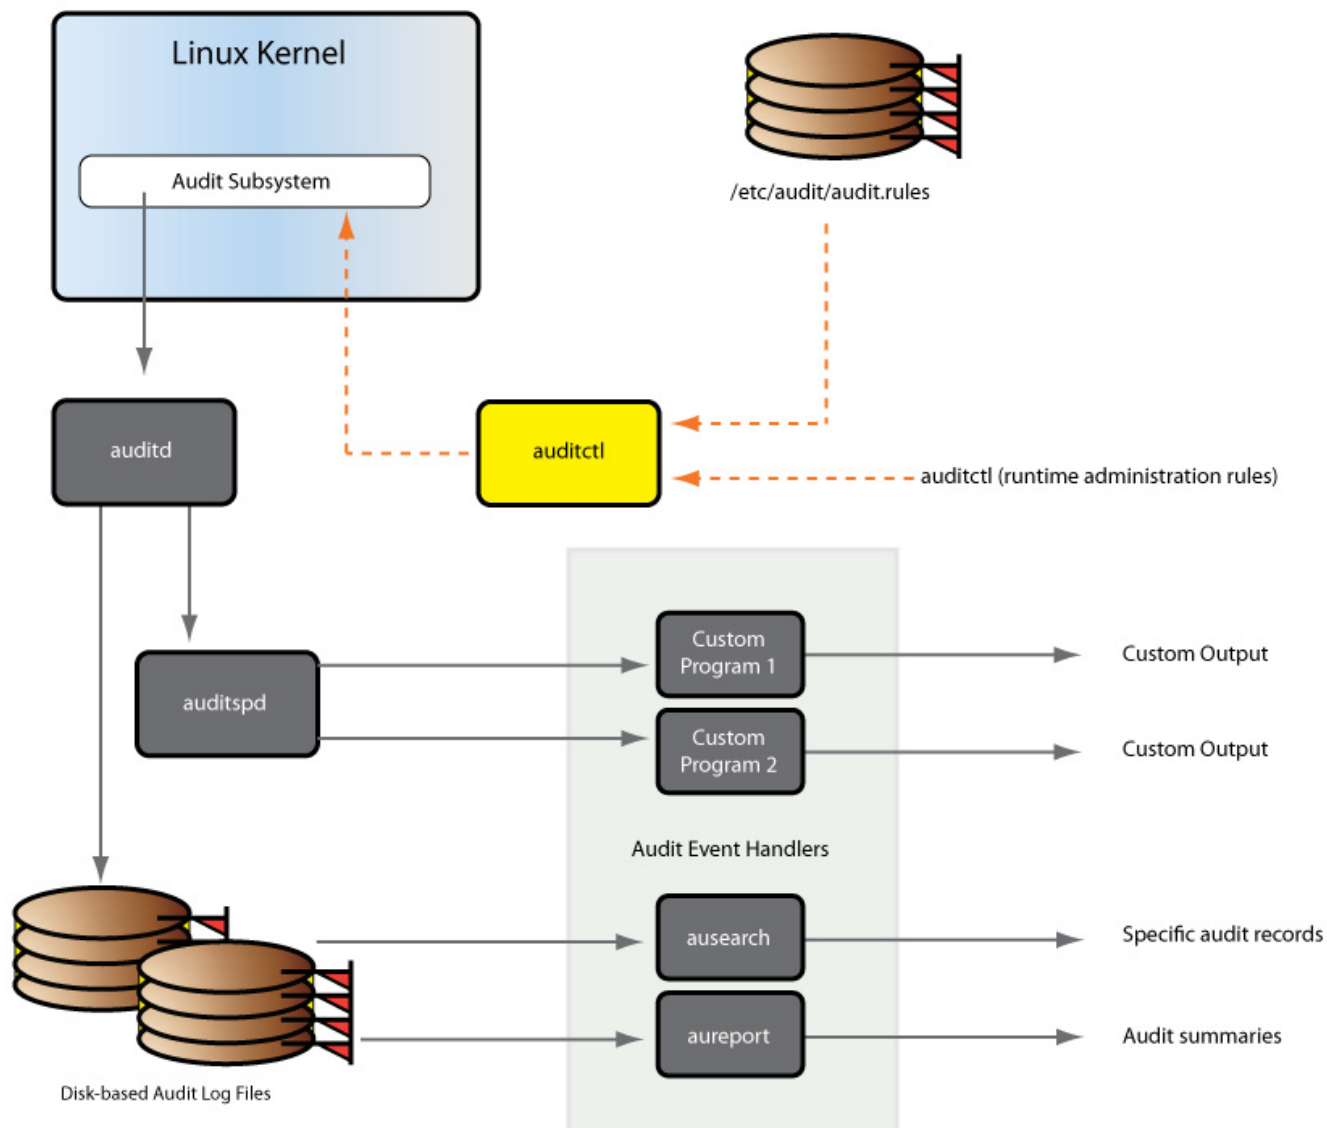 Linux Kernel
Audit Subsystem
/etc/audit/audit.rules
auditd
auditctl
auditctl (runtime administration rules)
auditspd
Custom
Program 1
Custom Output
Custom
Program 2
Custom Output
Audit Event Handlers
ausearch
Specific audit records
aureport
Audit summaries
Disk-based Audit Log Files